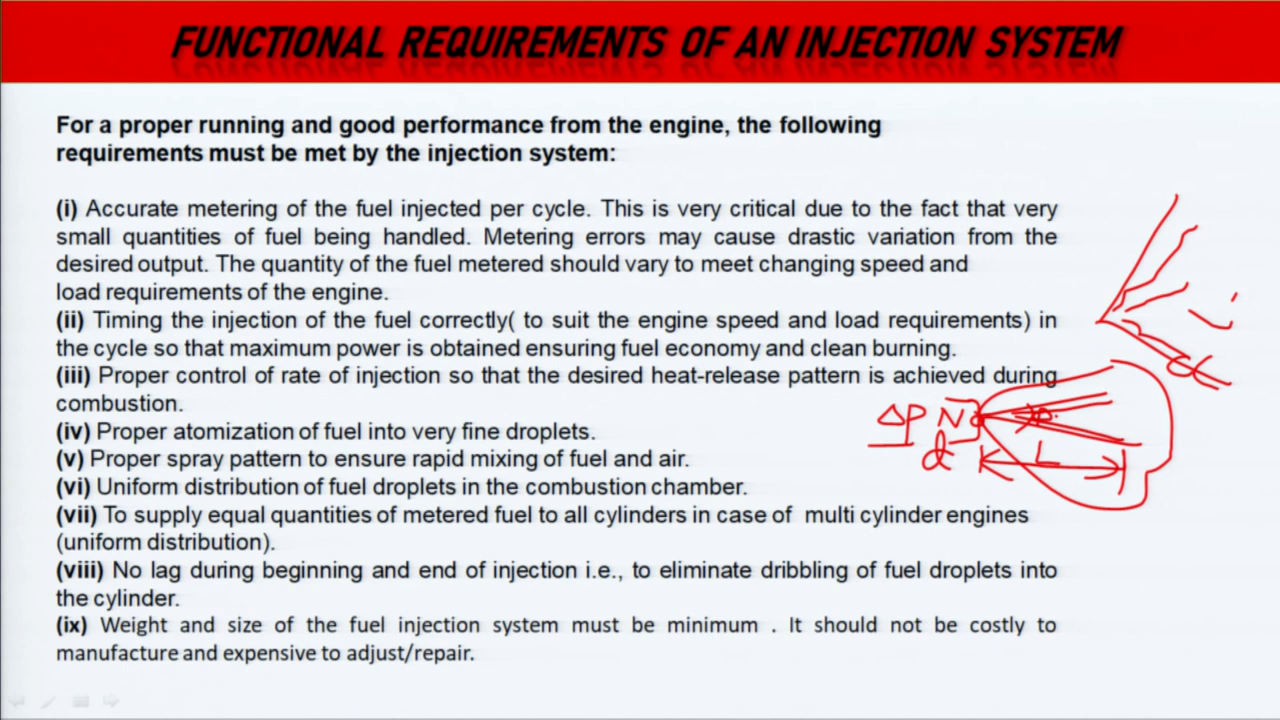 FUNCTIONAL REQUIREMENTS OF AN INJECTION SYSTEM
For a proper running and good performance from the engine, the following
requirements must be met by the injection system:
(i) Accurate metering of the fuel injected per cycle. This is very critical due to the fact that very
small quantities of fuel being handled. Metering errors may cause drastic variation from the
desired output. The quantity of the fuel metered should vary to meet changing speed and
load requirements of the engine.
(ii) Timing the injection of the fuel correctly( to suit the engine speed and load requirements) in
the cycle so that maximum power is obtained ensuring fuel economy and clean burning.
(iii) Proper control of rate of injection so that the desired heat-release pattern is achieved during
combustion.
ΔP N
(iv) Proper atomization of fuel into very fine droplets.
d L
(v) Proper spray pattern to ensure rapid mixing of fuel and air.
(vi) Uniform distribution of fuel droplets in the combustion chamber.
(vii) To supply equal quantities of metered fuel to all cylinders in case of multi cylinder engines
(uniform distribution).
(viii) No lag during beginning and end of injection i.e., to eliminate dribbling of fuel droplets into
the cylinder.
(ix) Weight and size of the fuel injection system must be minimum . It should not be costly to
manufacture and expensive to adjust/repair.